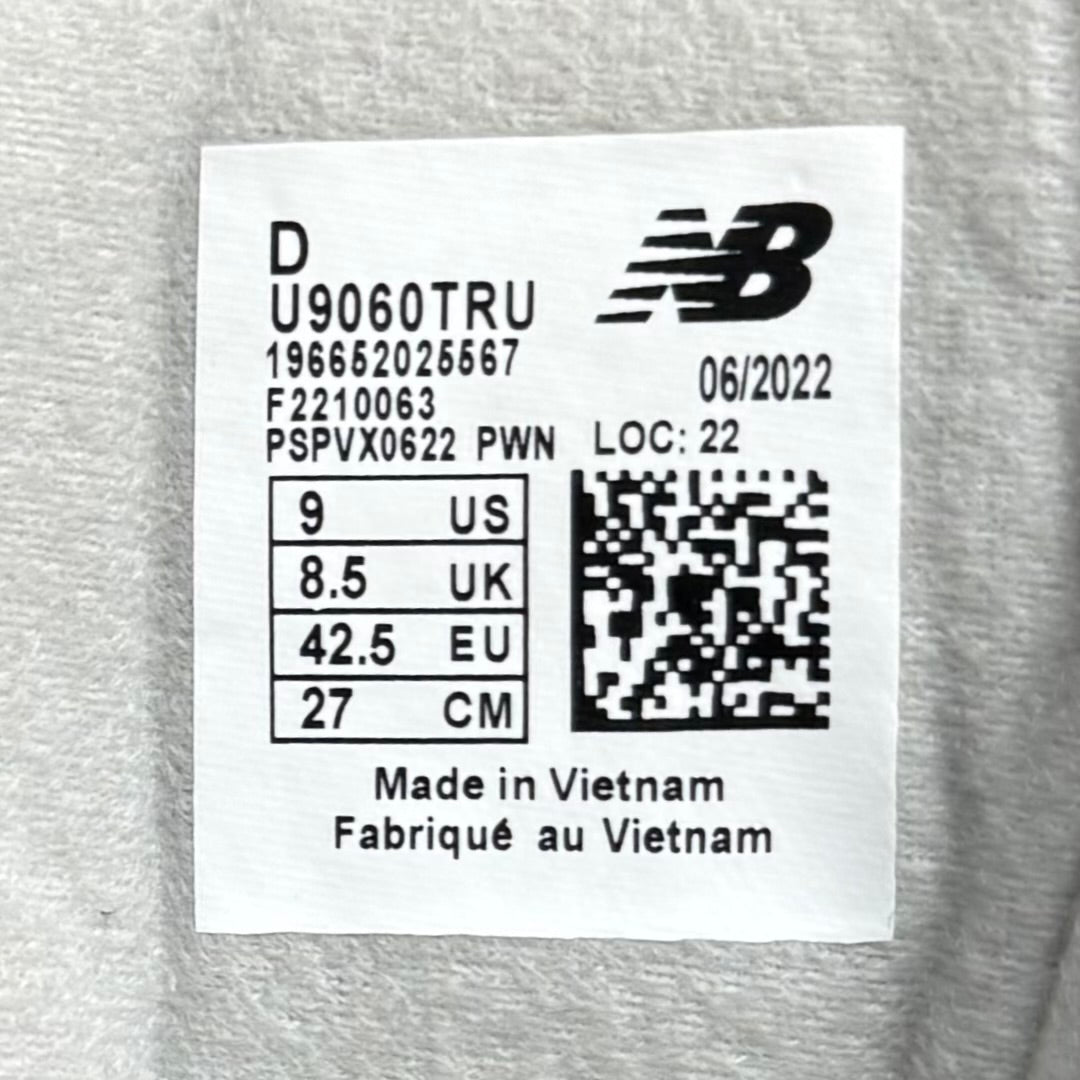 D
NB
U9060TRU
196652025567
06/2022
F2210063
PSPVX0622 PWN LOC: 22
9 US
8.5 UK
42.5 EU
27 CM
Made in Vietnam
Fabriqué au Vietnam